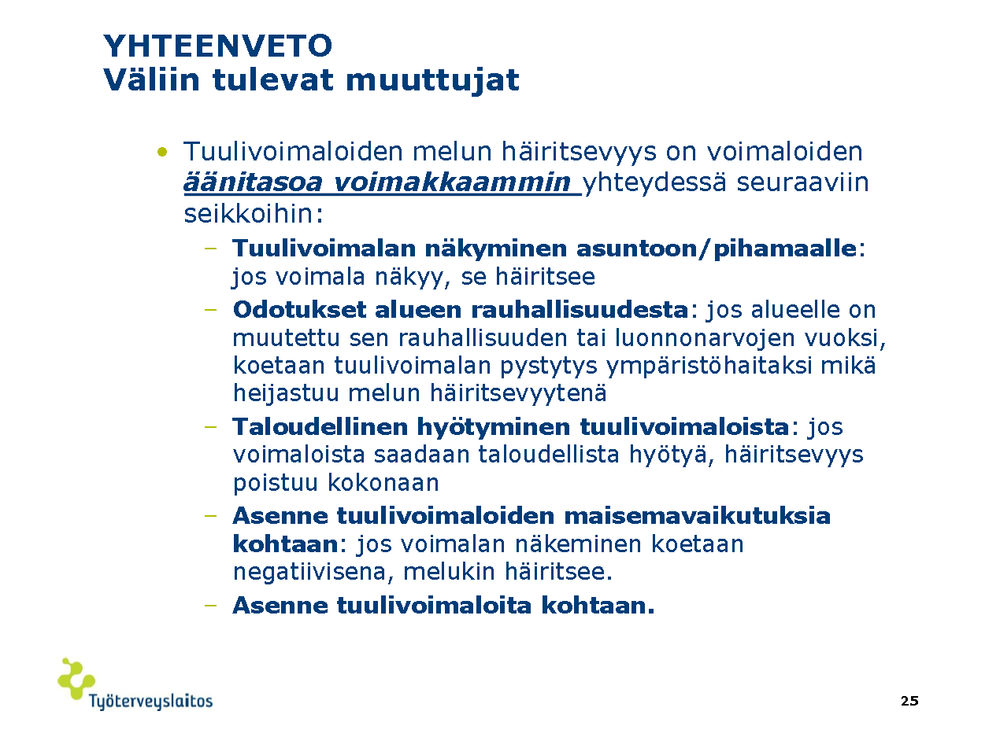 YHTEENVETO
Väliin tulevat muuttujat
• Tuulivoimaloiden melun häiritsevyys on voimaloiden
äänitasoa voimakkaammin yhteydessä seuraaviin
seikkoihin:
– Tuulivoimalan näkyminen asuntoon/pihamaalle:
jos voimala näkyy, se häiritsee
– Odotukset alueen rauhallisuudesta: jos alueelle on
muutettu sen rauhallisuuden tai luonnonarvojen vuoksi,
koetaan tuulivoimalan pystytys ympäristöhaitaksi mikä
heijastuu melun häiritsevyytenä
– Taloudellinen hyötyminen tuulivoimaloista: jos
voimaloista saadaan taloudellista hyötyä, häiritsevyys
poistuu kokonaan
– Asenne tuulivoimaloiden maisemavaikutuksia
kohtaan: jos voimalan näkeminen koetaan
negatiivisena, melukin häiritsee.
– Asenne tuulivoimaloita kohtaan.
Työterveyslaitos
25